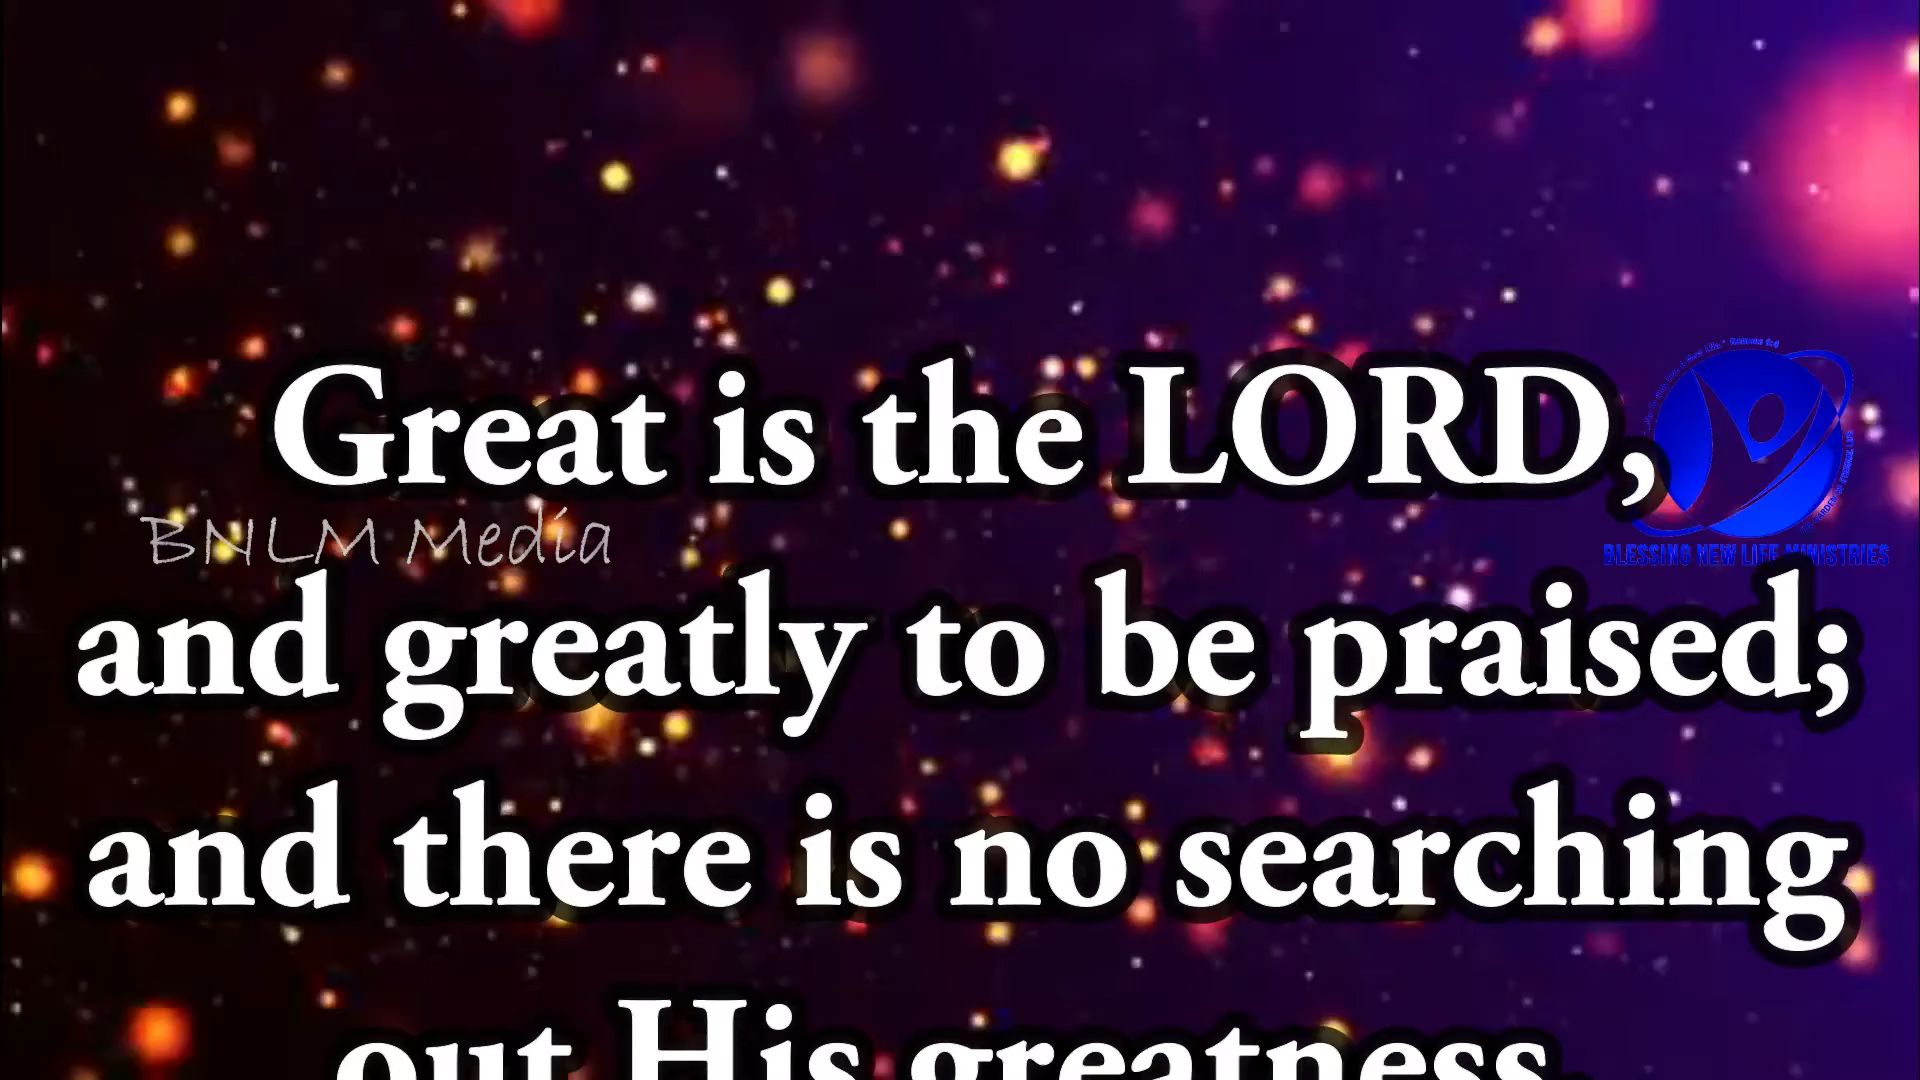 Great is the LORD,
BNLM Media
BLESSING NEW LIFE MINISTRIES
and greatly to be praised;
and there is no searching
out His greatness